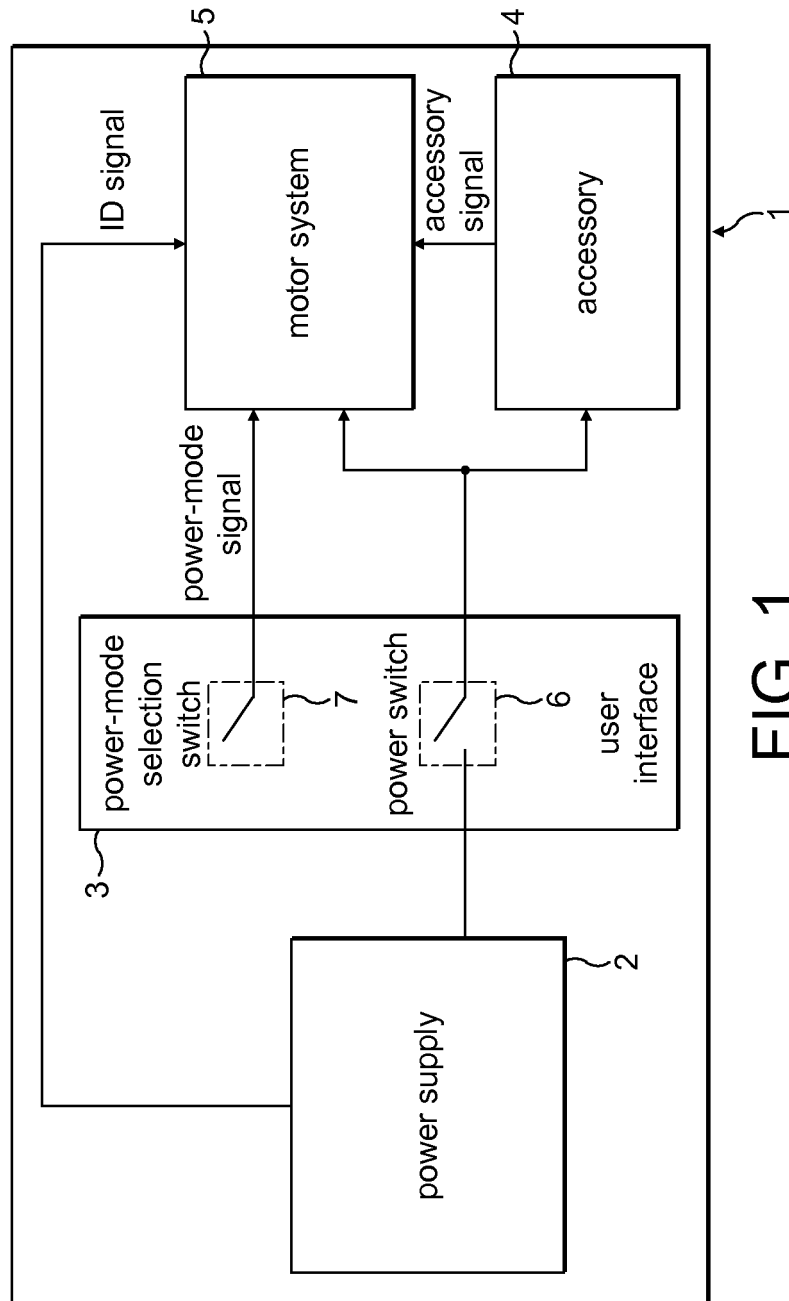 ID signal
5
motor system
accessory
signal
4
accessory
1
power-mode
signal
power-mode
selection
switch
7
power switch
6
user
interface
3
power supply
2
FIG. 1